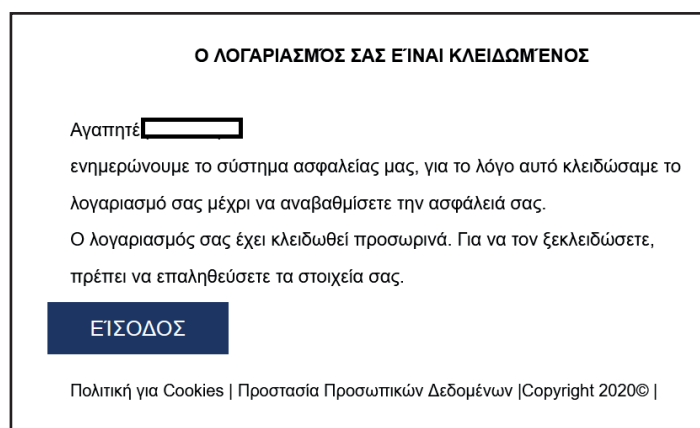 Ο ΛΟΓΑΡΙΑΣΜΌΣ ΣΑΣ ΕΊΝΑΙ ΚΛΕΙΔΩΜΈΝΟΣ
Αγαπητέ
ενημερώνουμε το σύστημα ασφαλείας μας, για το λόγο αυτό κλειδώσαμε το
λογαριασμό σας μέχρι να αναβαθμίσετε την ασφάλειά σας.
Ο λογαριασμός σας έχει κλειδωθεί προσωρινά. Για να τον ξεκλειδώσετε,
πρέπει να επαληθεύσετε τα στοιχεία σας.
ΕΊΣΟΔΟΣ
Πολιτική για Cookies | Προστασία Προσωπικών Δεδομένων |Copyright 2020© |